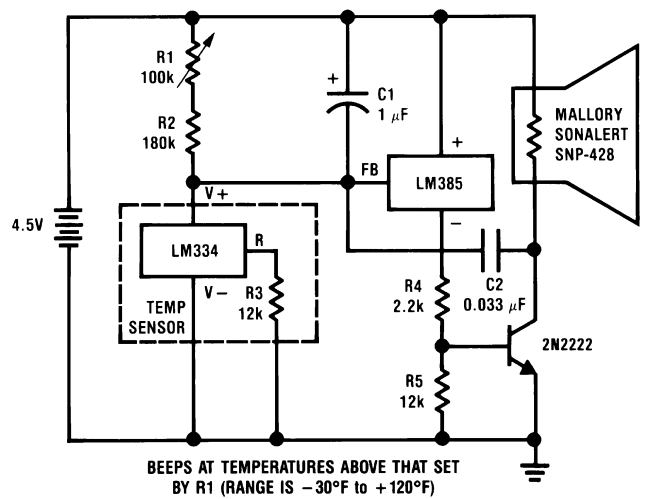 R1
100k
R2
180k
+
C1
1 µF
MALLORY
SONALERT
SNP-428
FB
+
LM385
−
V+
4.5V
LM334
R
V−
R3
12k
TEMP
SENSOR
R4
2.2k
C2
0.033 µF
2N2222
R5
12k
BEEPS AT TEMPERATURES ABOVE THAT SET
BY R1 (RANGE IS −30°F to +120°F)